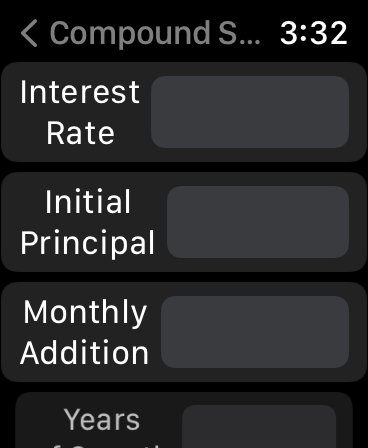 Compound S... 3:32
Interest
Rate
Initial
Principal
Monthly
Addition
Years